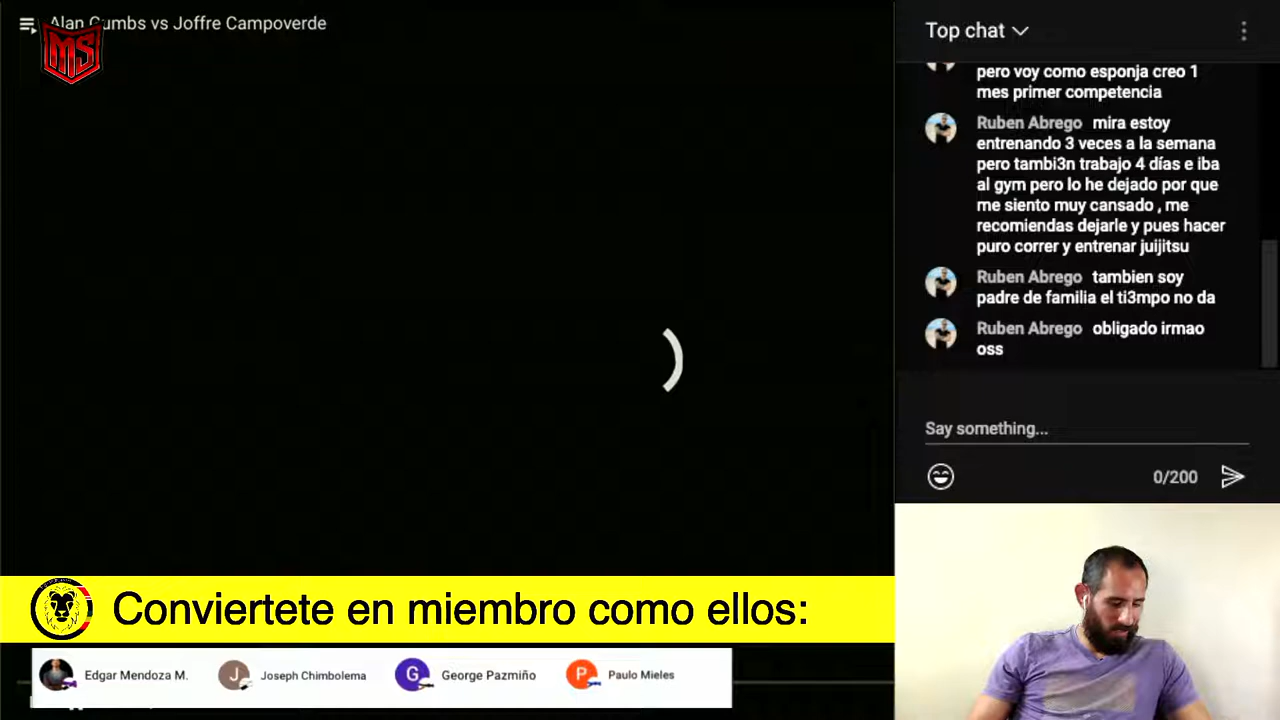 Alan Gumbs vs Joffre Campoverde
MS
Top chat
pero voy como esponja creo 1
mes primer competencia
Ruben Abrego mira estoy
entrenando 3 veces a la semana
pero tambi3n trabajo 4 días e iba
al gym pero lo he dejado por que
me siento muy cansado , me
recomiendas dejarle y pues hacer
puro correr y entrenar juijitsu
Ruben Abrego tambien soy
padre de familia el ti3mpo no da
Ruben Abrego obligado irmao
oss
Say something...
0/200
Conviertete en miembro como ellos:
Edgar Mendoza M.
J Joseph Chimbolema
G George Pazmiño
P Paulo Mieles